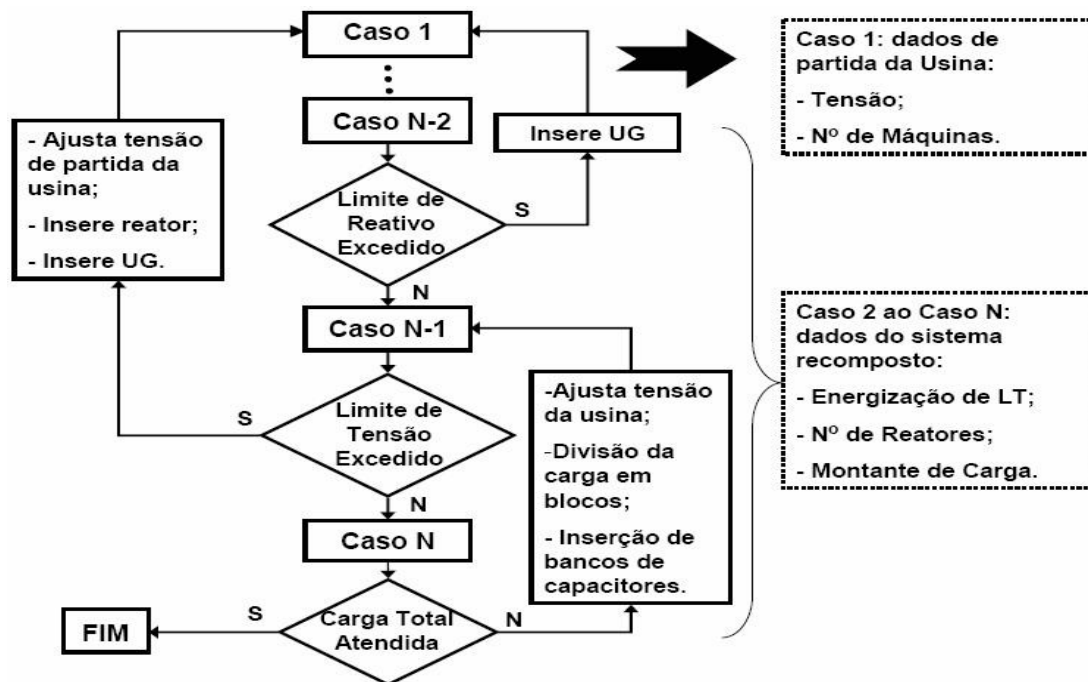 Caso 1
Caso N-2
Insere UG
- Ajusta tensão
de partida da
usina;
- Insere reator;
- Insere UG.
Limite de
Reativo
Excedido
S
N
Caso N-1
Limite de
Tensão
Excedido
S
N
-Ajusta tensão
da usina;
-Divisão da
carga em
blocos;
- Inserção de
bancos de
capacitores.
Caso N
Carga Total
Atendida
S
N
FIM
Caso 1: dados de
partida da Usina:
- Tensão;
- Nº de Máquinas.
Caso 2 ao Caso N:
dados do sistema
recomposto:
- Energização de LT;
- Nº de Reatores;
- Montante de Carga.